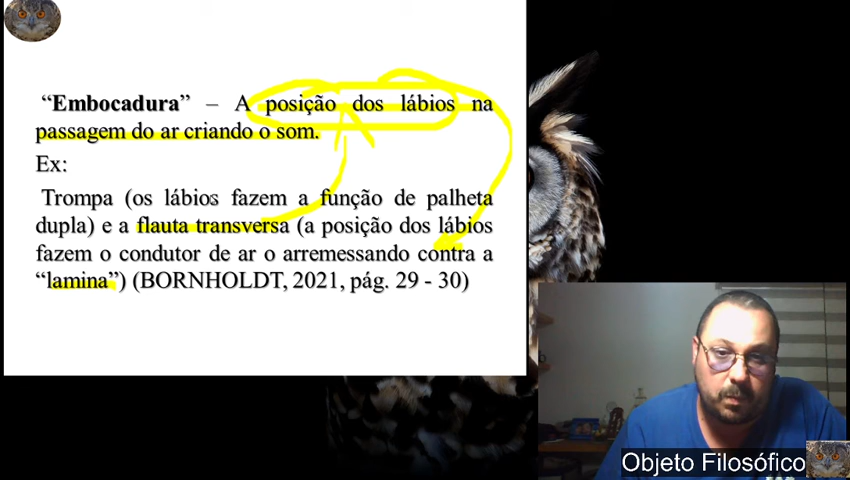 “Embocadura” – A posição dos lábios na
passagem do ar criando o som.
Ex:
Trompa (os lábios fazem a função de palheta
dupla) e a flauta transversa (a posição dos lábios
fazem o condutor de ar o arremessando contra a
“lamina”) (BORNHOLDT, 2021, pág. 29 - 30)
Objeto Filosófico